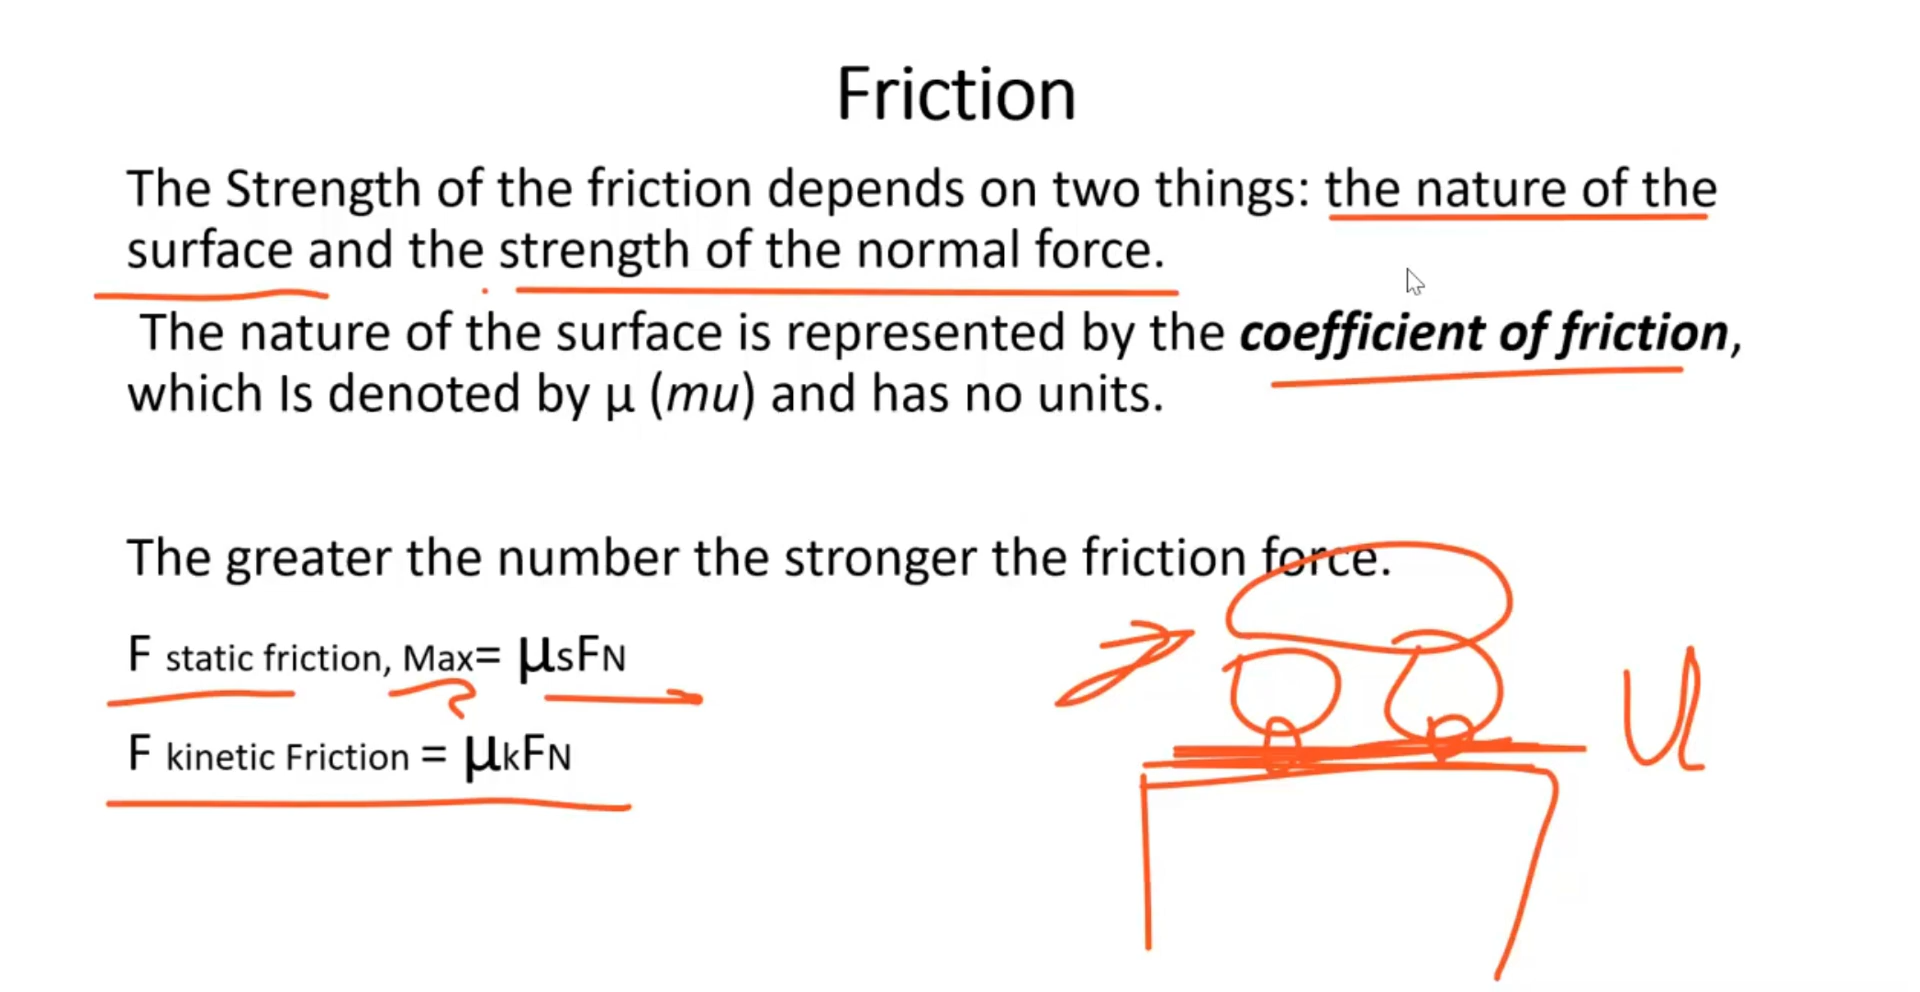 Friction
The Strength of the friction depends on two things: the nature of the
surface and the strength of the normal force.
The nature of the surface is represented by the coefficient of friction,
which Is denoted by μ (mu) and has no units.
The greater the number the stronger the friction force.
F static friction, Max= μsFN
F kinetic Friction = μkFN
μ